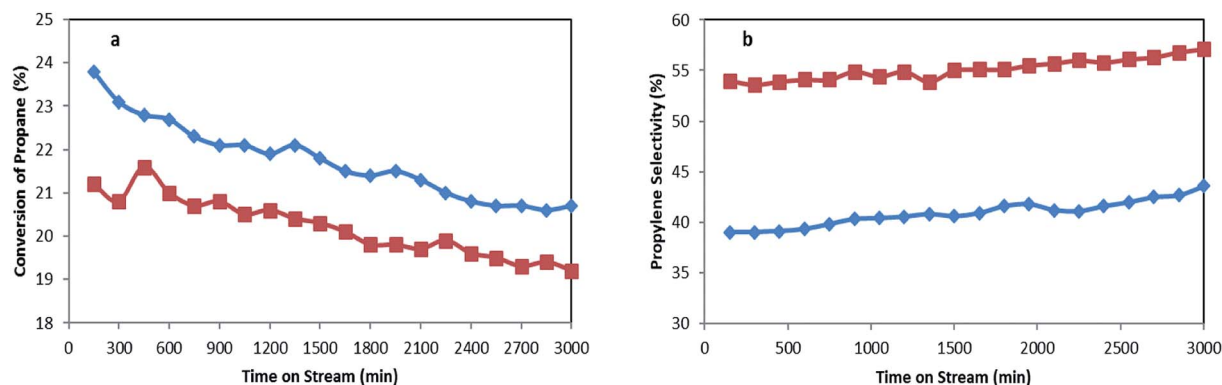 a
Conversion of Propane (%)
25
24
23
22
21
20
19
18
0 300 600 900 1200 1500 1800 2100 2400 2700 3000
Time on Stream (min)
b
Propylene Selectivity (%)
60
55
50
45
40
35
30
0 500 1000 1500 2000 2500 3000
Time on Stream (min)